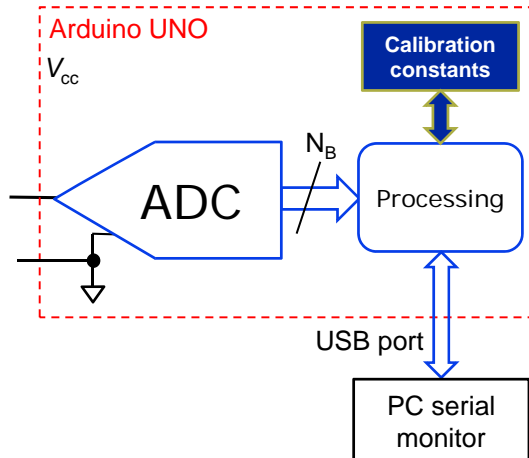 Arduino UNO
Vcc
Calibration
constants
NB
ADC
Processing
USB port
PC serial
monitor